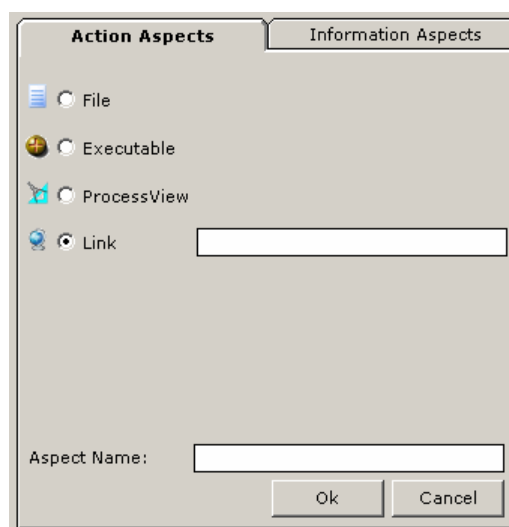 Action Aspects Information Aspects
File
Executable
ProcessView
Link
Aspect Name:
Ok Cancel